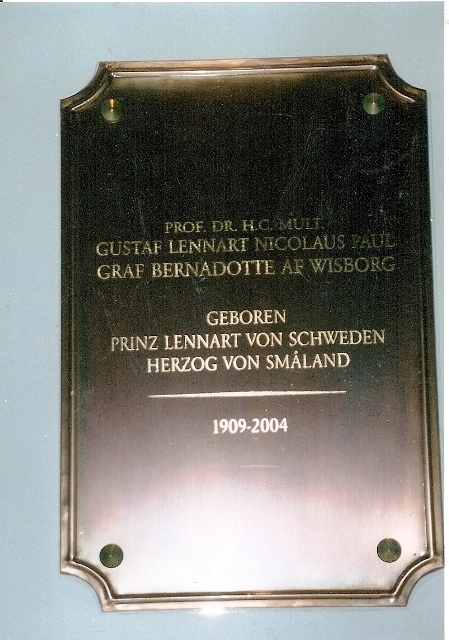 PROF. DR. H.C. MULT.
GUSTAF LENNART NICOLAUS PAUL
GRAF BERNADOTTE AF WISBORG
GEBOREN
PRINZ LENNART VON SCHWEDEN
HERZOG VON SMÅLAND
1909-2004